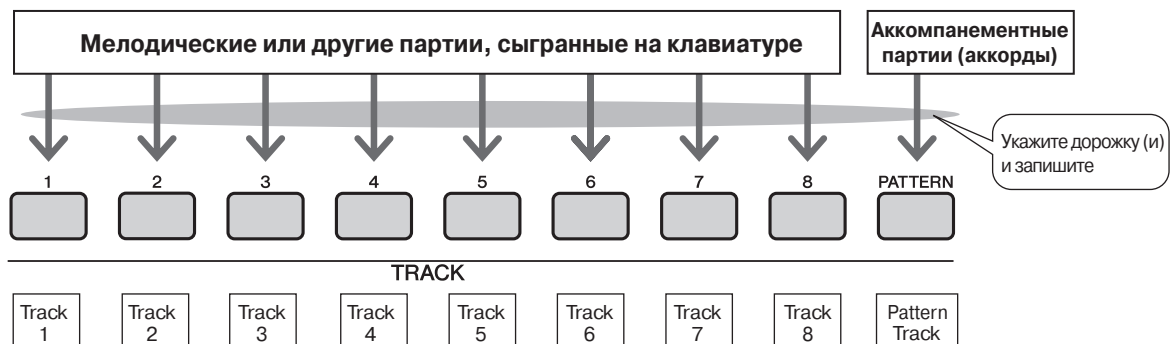 Мелодические или другие партии, сыгранные на клавиатуре
Аккомпанементные
партии (аккорды)
Укажите дорожку (и)
и запишите
1 2 3 4 5 6 7 8 PATTERN
TRACK
Track
1
Track
2
Track
3
Track
4
Track
5
Track
6
Track
7
Track
8
Pattern
Track